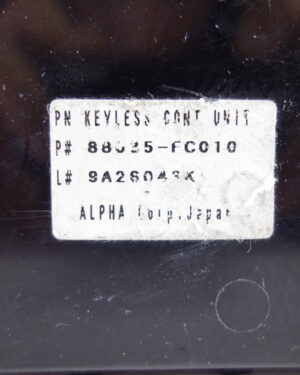 PN KEYLESS CONT UNIT
P# 88035-FC010
L# 9A26043K
ALPHA Corp. Japan